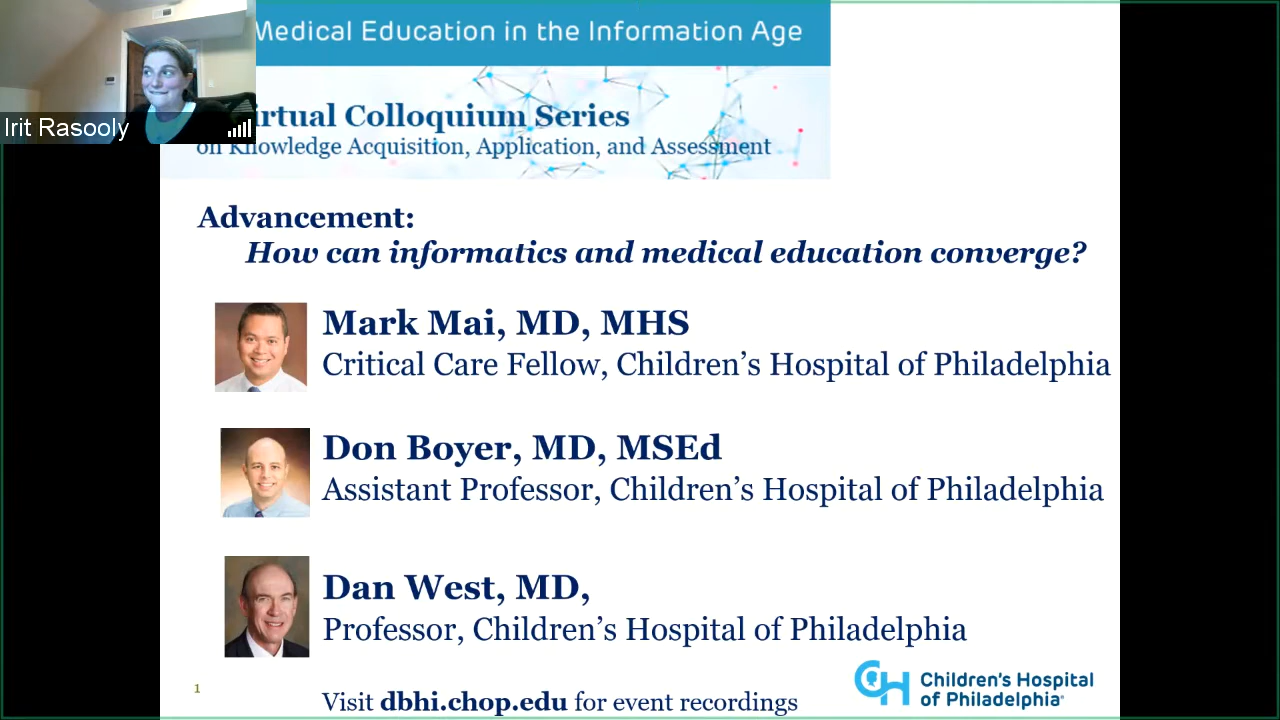 Medical Education in the Information Age
Irit Rasooly
irtual Colloquium Series
on Knowledge Acquisition, Application, and Assessment
Advancement:
How can informatics and medical education converge?
Mark Mai, MD, MHS
Critical Care Fellow, Children's Hospital of Philadelphia
Don Boyer, MD, MSEd
Assistant Professor, Children's Hospital of Philadelphia
Dan West, MD,
Professor, Children's Hospital of Philadelphia
1
Visit dbhi.chop.edu for event recordings
CH Children's Hospital
of Philadelphia